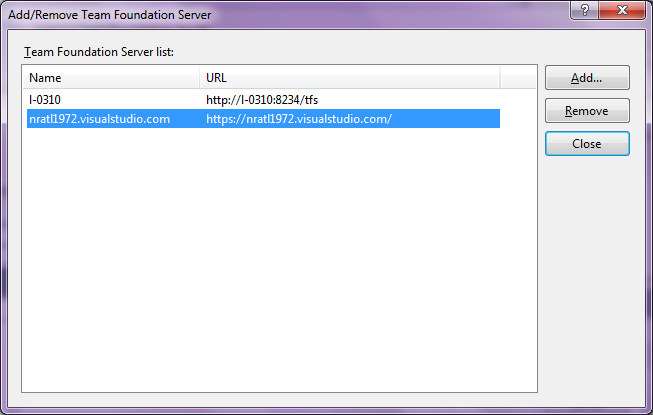 Add/Remove Team Foundation Server
Team Foundation Server list:
Name URL
l-0310 http://l-0310:8234/tfs
nratl1972.visualstudio.com https://nratl1972.visualstudio.com/
Add...
Remove
Close